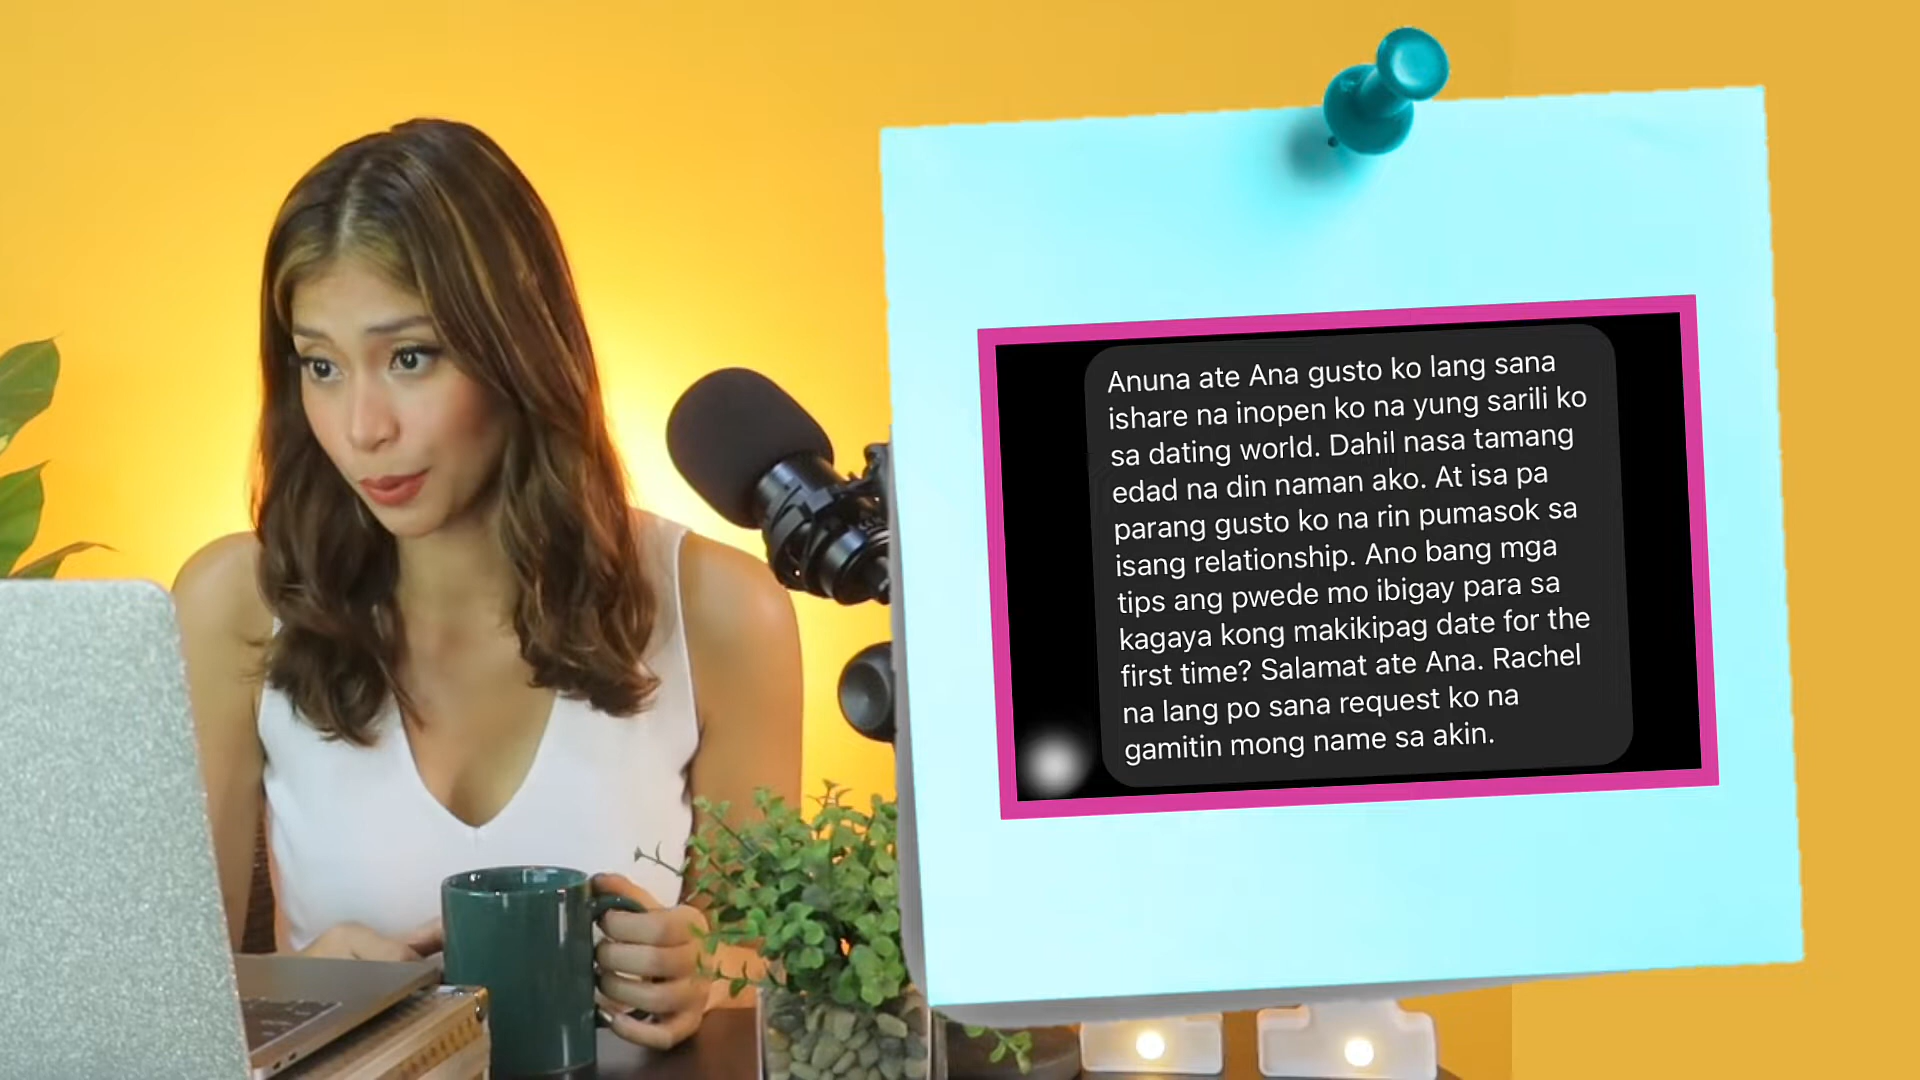 Anuna ate Ana gusto ko lang sana
ishare na inopen ko na yung sarili ko
sa dating world. Dahil nasa tamang
edad na din naman ako. At isa pa
parang gusto ko na rin pumasok sa
isang relationship. Ano bang mga
tips ang pwede mo ibigay para sa
kagaya kong makikipag date for the
first time? Salamat ate Ana. Rachel
na lang po sana request ko na
gamitin mong name sa akin.